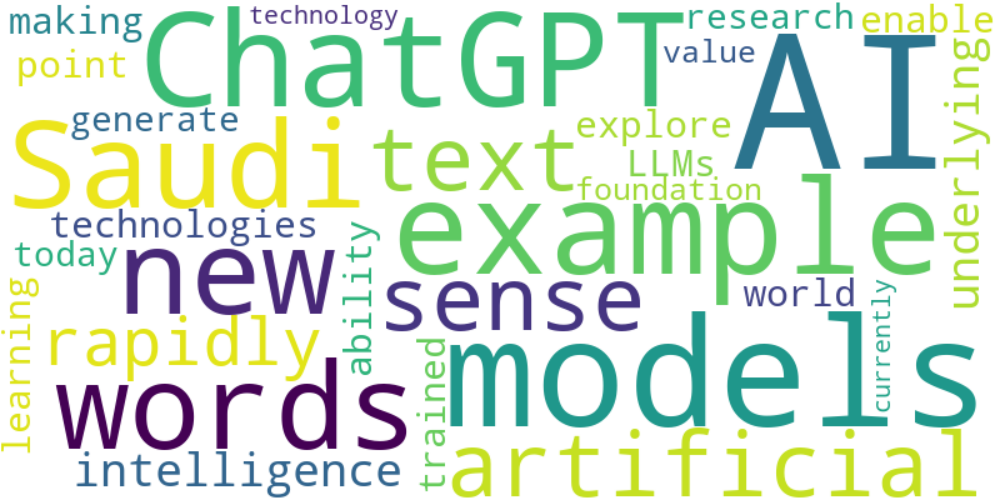 making
technology
research
enable
ChatGPT
AI
point
value
generate
Saudi
text
explore
LLMs
foundation
underlying
technologies
example
today
new
ability
sense
world
currently
learning
rapidly
words
trained
models
intelligence
artificial